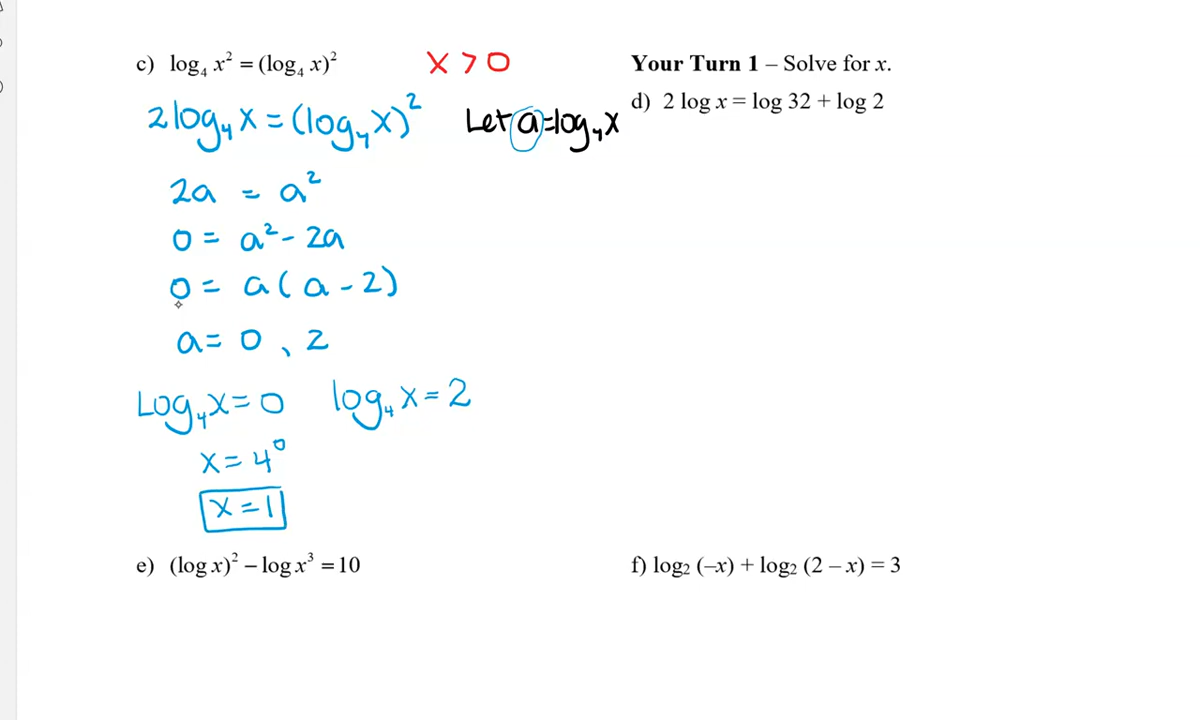 c) log₄ x² = (log₄ x)²
x > 0
2log₄x = (log₄x)²
Let a = log₄x
2a = a²
0 = a² - 2a
0 = a(a - 2)
a = 0, 2
Log₄x = 0
x = 4⁰
x = 1
log₄x = 2
Your Turn 1 – Solve for x.
d) 2 log x = log 32 + log 2
e) (log x)² – log x³ = 10
f) log₂ (–x) + log₂ (2 – x) = 3